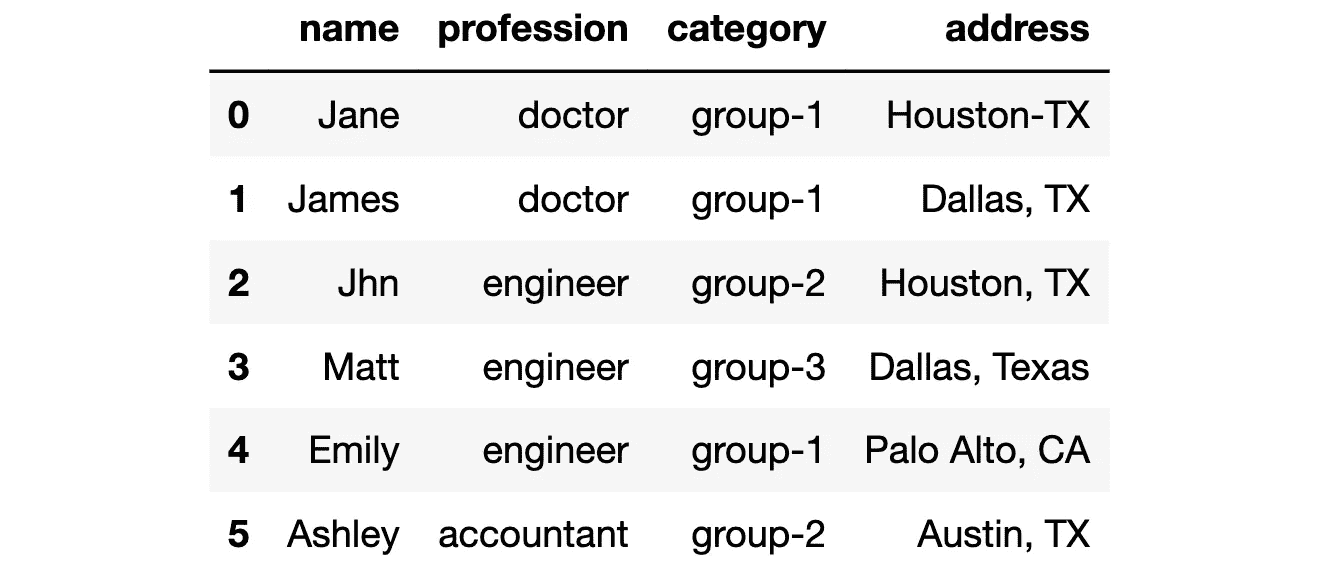 name profession category address
0 Jane doctor group-1 Houston-TX
1 James doctor group-1 Dallas, TX
2 Jhn engineer group-2 Houston, TX
3 Matt engineer group-3 Dallas, Texas
4 Emily engineer group-1 Palo Alto, CA
5 Ashley accountant group-2 Austin, TX